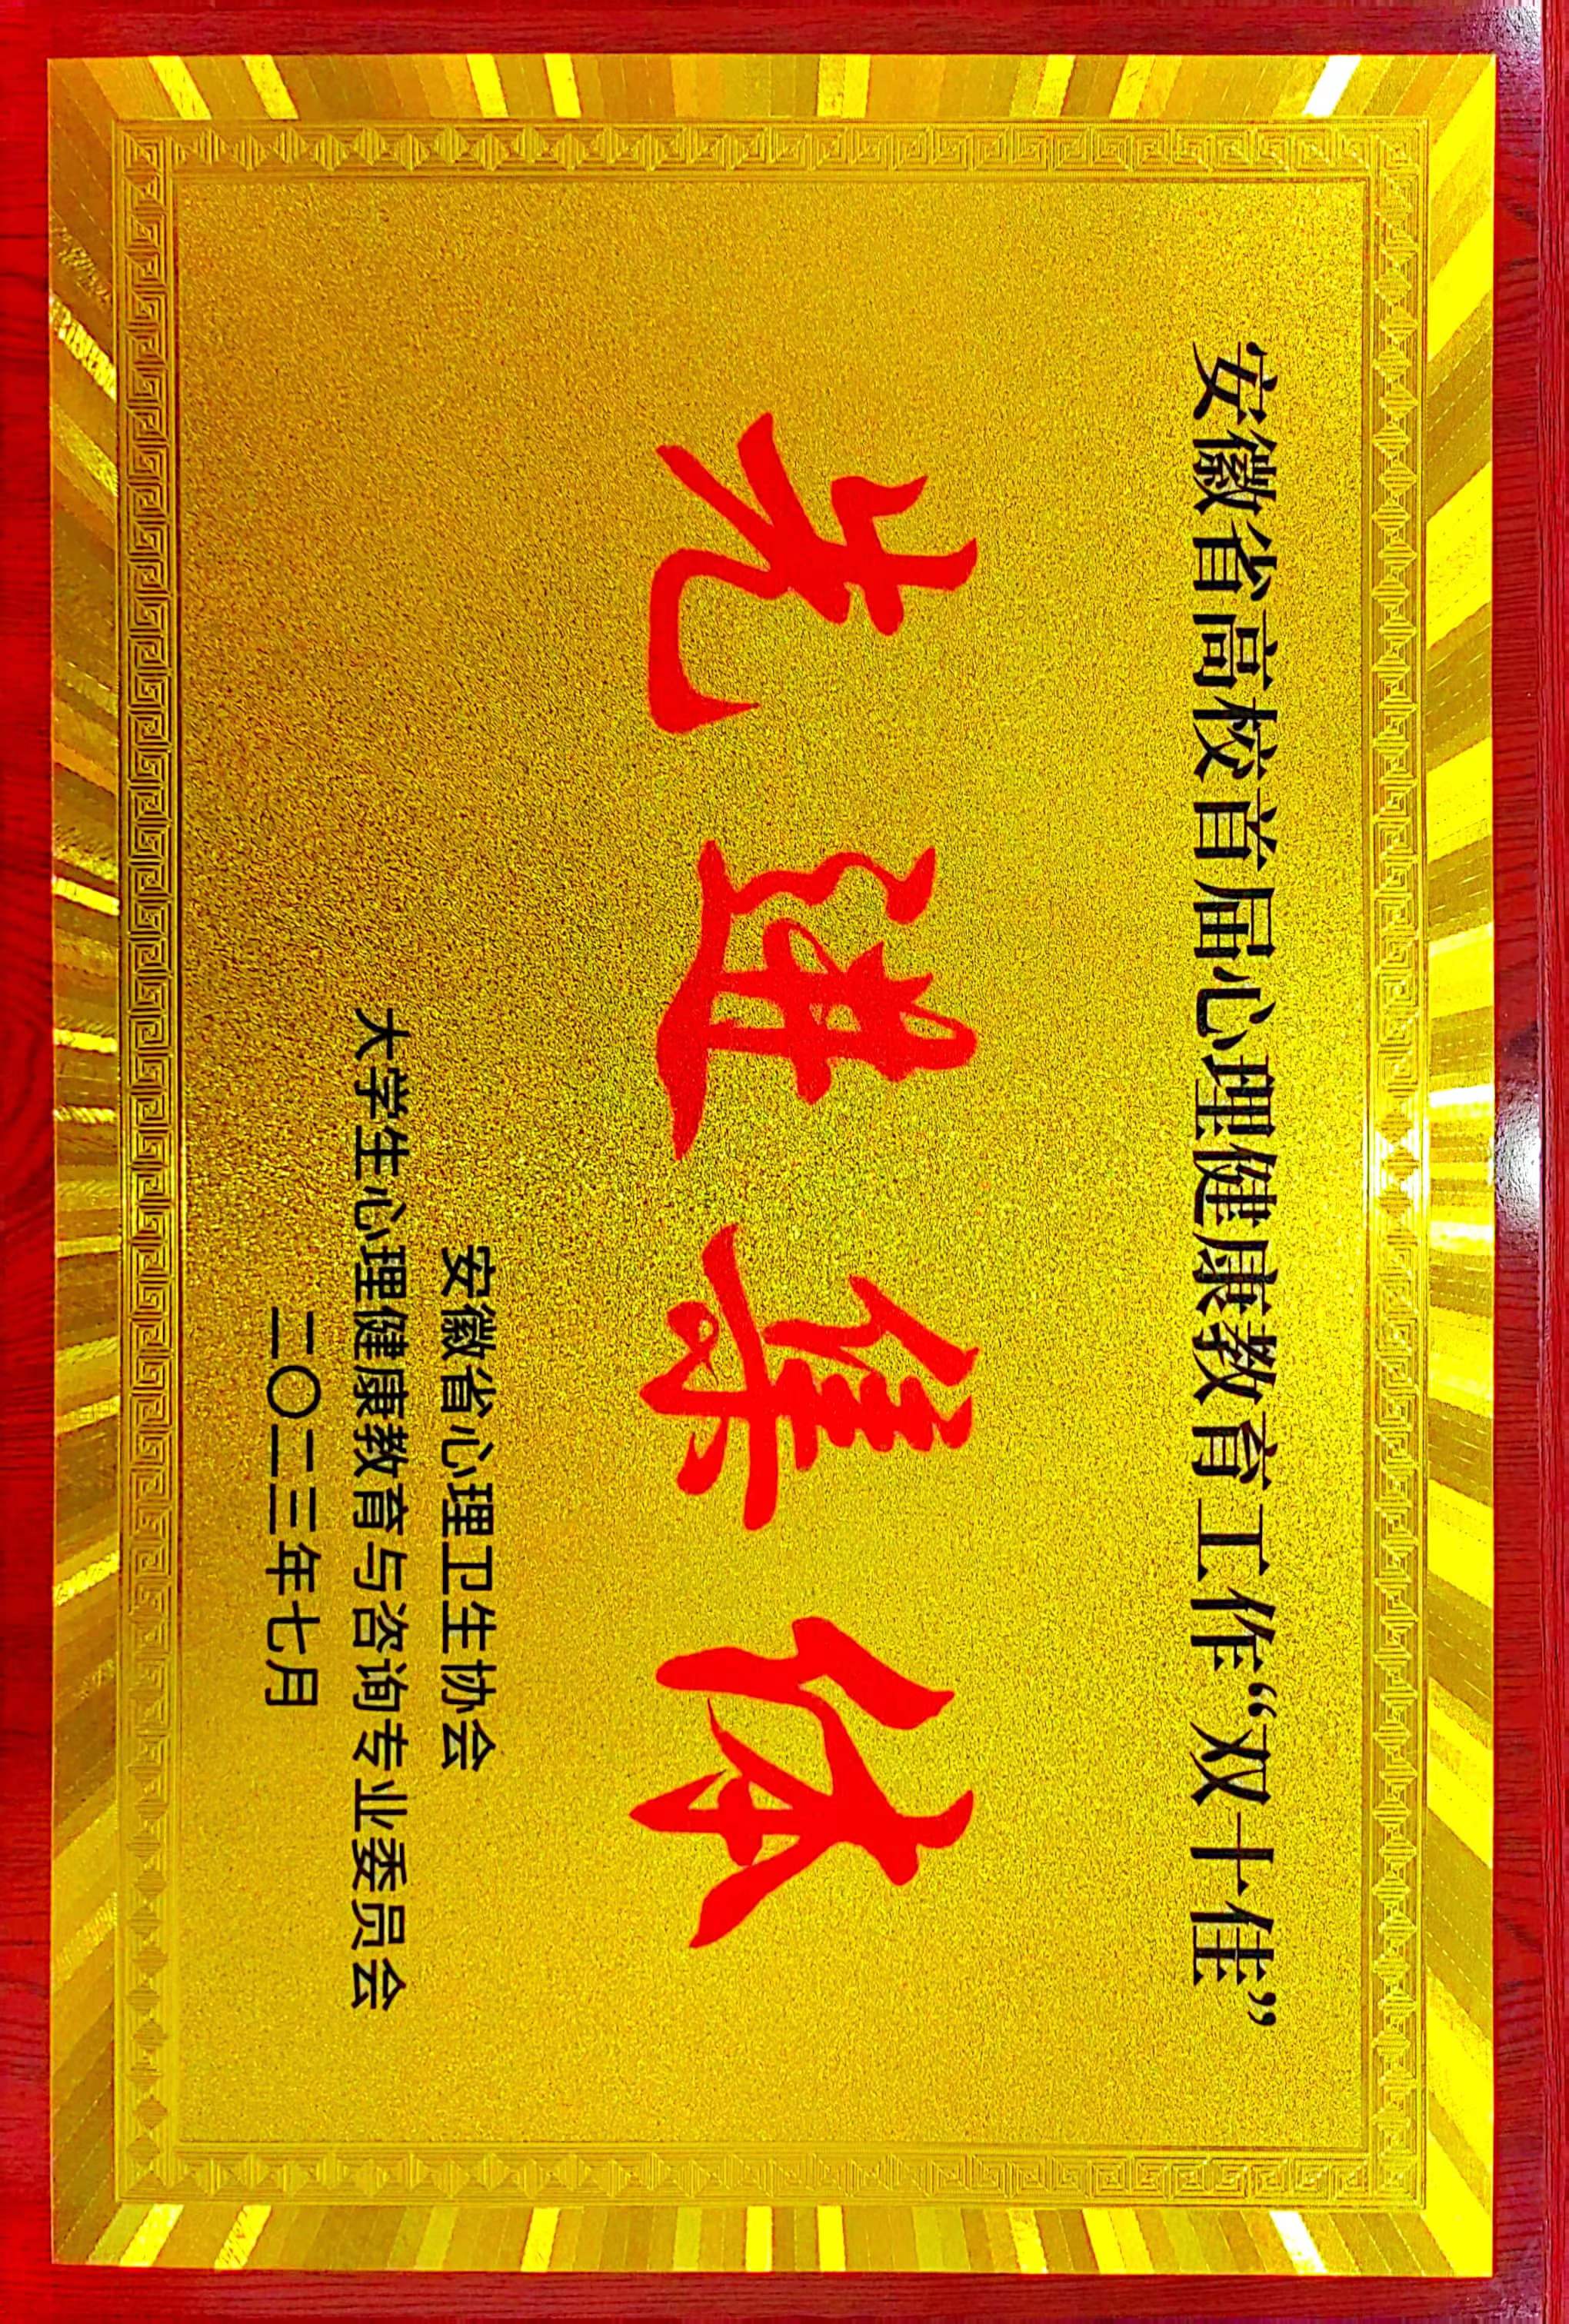 安徽省高校首届心理健康教育工作“双十佳”
先进集体
安徽省心理卫生协会
大学生心理健康教育与咨询专业委员会
二〇二三年七月